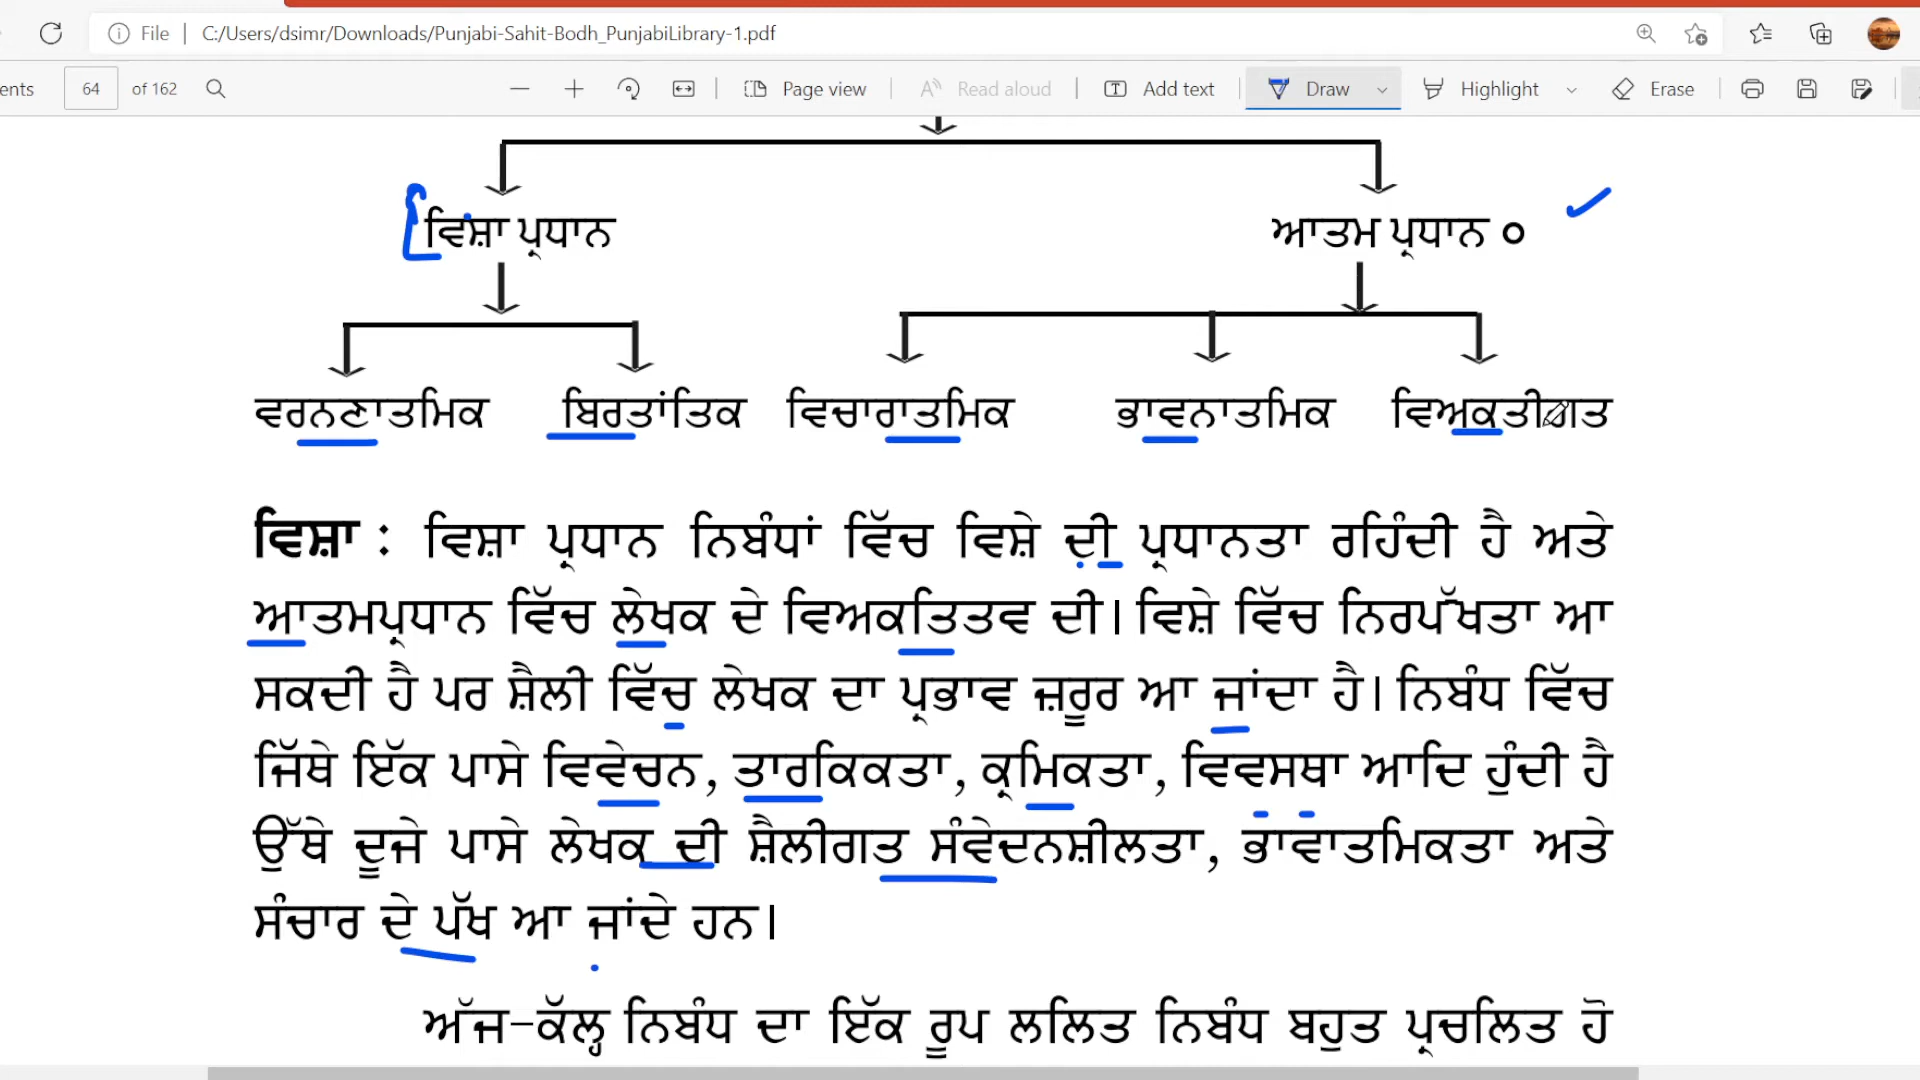 File | C:/Users/dsimr/Downloads/Punjabi-Sahit-Bodh_PunjabiLibrary-1.pdf
ents 64 of 162 Page view Read aloud Add text Draw Highlight Erase
ਵਿਸ਼ਾ ਪ੍ਰਧਾਨ ਆਤਮ ਪ੍ਰਧਾਨ ੦
ਵਰਨਣਾਤਮਿਕ ਬਿਰਤਾਂਤਿਕ ਵਿਚਾਰਾਤਮਿਕ ਭਾਵਨਾਤਮਿਕ ਵਿਅਕਤੀਗਤ
ਵਿਸ਼ਾ : ਵਿਸ਼ਾ ਪ੍ਰਧਾਨ ਨਿਬੰਧਾਂ ਵਿੱਚ ਵਿਸ਼ੇ ਦੀ ਪ੍ਰਧਾਨਤਾ ਰਹਿੰਦੀ ਹੈ ਅਤੇ
ਆਤਮਪ੍ਰਧਾਨ ਵਿੱਚ ਲੇਖਕ ਦੇ ਵਿਅਕਤਿਤਵ ਦੀ। ਵਿਸ਼ੇ ਵਿੱਚ ਨਿਰਪੱਖਤਾ ਆ
ਸਕਦੀ ਹੈ ਪਰ ਸ਼ੈਲੀ ਵਿੱਚ ਲੇਖਕ ਦਾ ਪ੍ਰਭਾਵ ਜ਼ਰੂਰ ਆ ਜਾਂਦਾ ਹੈ। ਨਿਬੰਧ ਵਿੱਚ
ਜਿੱਥੇ ਇੱਕ ਪਾਸੇ ਵਿਵੇਚਨ, ਤਾਰਕਿਕਤਾ, ਕ੍ਰਮਿਕਤਾ, ਵਿਵਸਥਾ ਆਦਿ ਹੁੰਦੀ ਹੈ
ਉੱਥੇ ਦੂਜੇ ਪਾਸੇ ਲੇਖਕ ਦੀ ਸ਼ੈਲੀਗਤ ਸੰਵੇਦਨਸ਼ੀਲਤਾ, ਭਾਵਾਤਮਿਕਤਾ ਅਤੇ
ਸੰਚਾਰ ਦੇ ਪੱਖ ਆ ਜਾਂਦੇ ਹਨ।
ਅੱਜ-ਕੱਲ੍ਹ ਨਿਬੰਧ ਦਾ ਇੱਕ ਰੂਪ ਲਲਿਤ ਨਿਬੰਧ ਬਹੁਤ ਪ੍ਰਚਲਿਤ ਹੋ